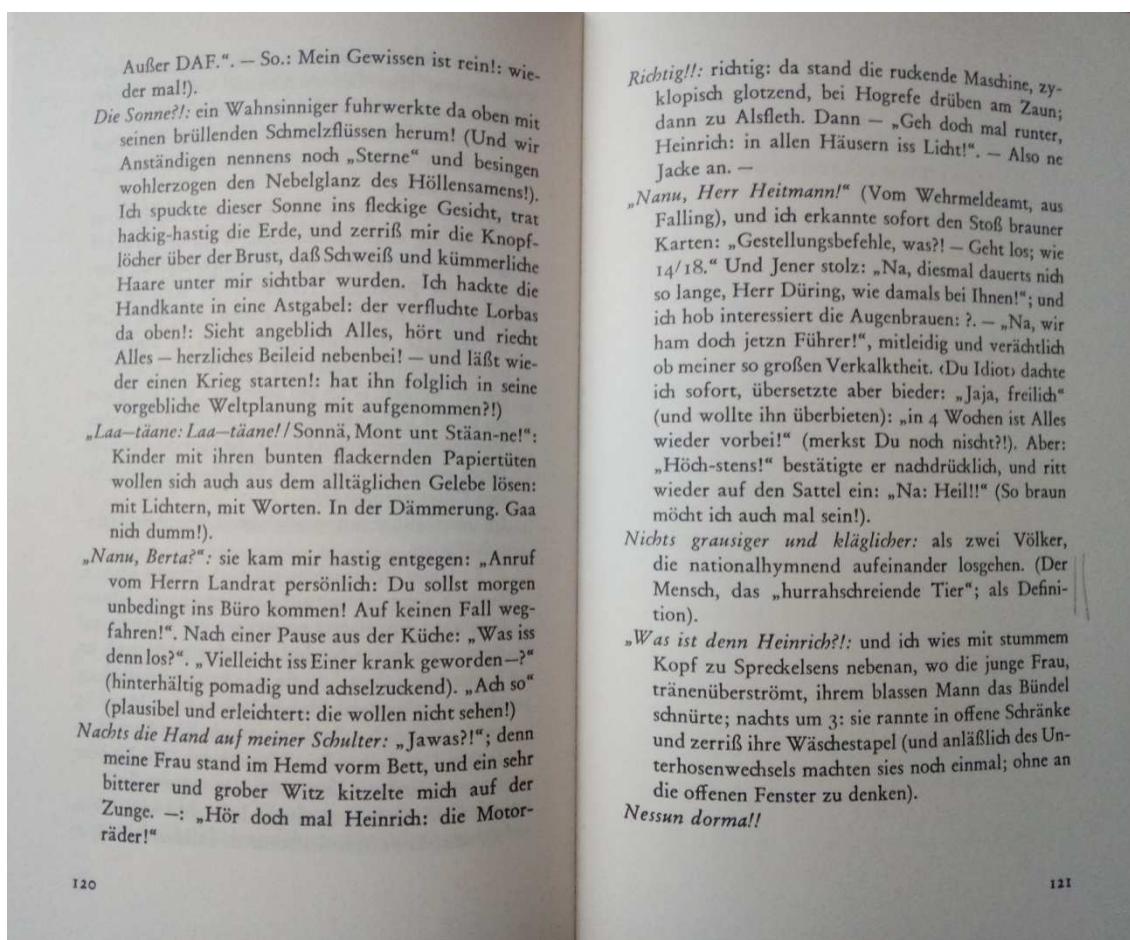 Außer DAF.“. — So.: Mein Gewissen ist rein!: wie-
der mal!).
Die Sonne?!: ein Wahnsinniger fuhrwerkte da oben mit
seinen brüllenden Schmelzflüssen herum! (Und wir
Anständigen nennens noch „Sterne“ und besingen
wohlerzogen den Nebelglanz des Höllensamens!).
Ich spuckte dieser Sonne ins fleckige Gesicht, trat
hackig-hastig die Erde, und zerriß mir die Knopf-
löcher über der Brust, daß Schweiß und kümmerliche
Haare unter mir sichtbar wurden. Ich hackte die
Handkante in eine Astgabel: der verfluchte Lorbas
da oben!: Sieht angeblich Alles, hört und riecht
Alles — herzliches Beileid nebenbei! — und läßt wie-
der einen Krieg starten!: hat ihn folglich in seine
vorgebliche Weltplanung mit aufgenommen?!)
„Laa—täane: Laa—täane! / Sonnä, Mont unt Stäan-ne!“:
Kinder mit ihren bunten flackernden Papiertüten
wollen sich auch aus dem alltäglichen Gelebe lösen:
mit Lichtern, mit Worten. In der Dämmerung. Gaa
nich dumm!).
„Nanu, Berta?“: sie kam mir hastig entgegen: „Anruf
vom Herrn Landrat persönlich: Du sollst morgen
unbedingt ins Büro kommen! Auf keinen Fall weg-
fahren!“. Nach einer Pause aus der Küche: „Was iss
denn los?“. „Vielleicht iss Einer krank geworden—?“
(hinterhältig pomadig und achselzuckend). „Ach so“
(plausibel und erleichtert: die wollen nicht sehen!)
Nachts die Hand auf meiner Schulter: „Jawas?!“; denn
meine Frau stand im Hemd vorm Bett, und ein sehr
bitterer und grober Witz kitzelte mich auf der
Zunge. —: „Hör doch mal Heinrich: die Motor-
räder!“
120
Richtig!!: richtig: da stand die ruckende Maschine, zy-
klopisch glotzend, bei Hogrefe drüben am Zaun;
dann zu Alsfleth. Dann — „Geh doch mal runter,
Heinrich: in allen Häusern iss Licht!“. — Also ne
Jacke an. —
„Nanu, Herr Heitmann!“ (Vom Wehrmeldeamt, aus
Falling), und ich erkannte sofort den Stoß brauner
Karten: „Gestellungsbefehle, was?! — Geht los; wie
14/18.“ Und Jener stolz: „Na, diesmal dauerts nich
so lange, Herr Düring, wie damals bei Ihnen!“; und
ich hob interessiert die Augenbrauen: ?. — „Na, wir
ham doch jetzn Führer!“, mitleidig und verächtlich
ob meiner so großen Verkalktheit. ‹Du Idiot› dachte
ich sofort, übersetzte aber bieder: „Jaja, freilich“
(und wollte ihn überbieten): „in 4 Wochen ist Alles
wieder vorbei!“ (merkst Du noch nischt?!). Aber:
„Höch-stens!“ bestätigte er nachdrücklich, und ritt
wieder auf den Sattel ein: „Na: Heil!!“ (So braun
möcht ich auch mal sein!).
Nichts grausiger und kläglicher: als zwei Völker,
die nationalhymnend aufeinander losgehen. (Der
Mensch, das „hurrahschreiende Tier“; als Defini-
tion).
„Was ist denn Heinrich?!: und ich wies mit stummem
Kopf zu Spreckelsens nebenan, wo die junge Frau,
tränenüberströmt, ihrem blassen Mann das Bündel
schnürte; nachts um 3: sie rannte in offene Schränke
und zerriß ihre Wäschestapel (und anläßlich des Un-
terhosenwechsels machten sies noch einmal; ohne an
die offenen Fenster zu denken).
Nessun dorma!!
121